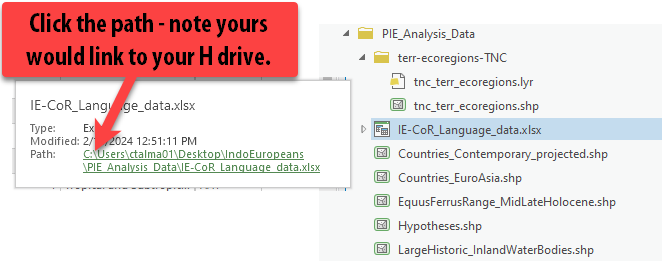 Click the path - note yours
would link to your H drive.
IE-CoR_Language_data.xlsx
Type: Ex
Modified: 2/ /2024 12:51:11 PM
Path: C:\Users\ctalma01\Desktop\IndoEuropeans
\PIE_Analysis_Data\IE-CoR_Language_data.xlsx
PIE_Analysis_Data
terr-ecoregions-TNC
tnc_terr_ecoregions.lyr
tnc_terr_ecoregions.shp
IE-CoR_Language_data.xlsx
Countries_Contemporary_projected.shp
Countries_EuroAsia.shp
EquusFerrusRange_MidLateHolocene.shp
Hypotheses.shp
LargeHistoric_InlandWaterBodies.shp